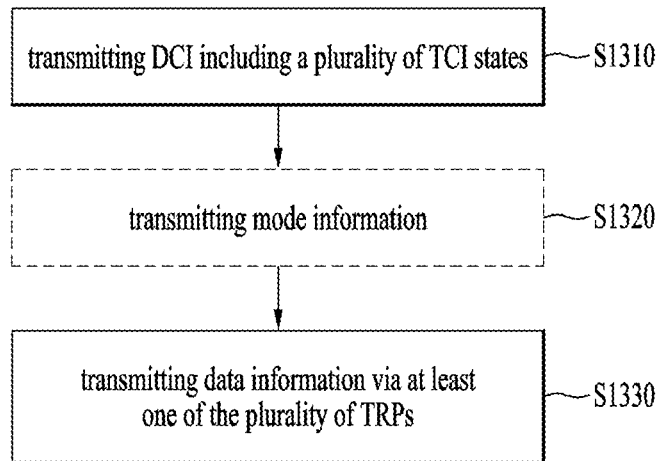 transmitting DCI including a plurality of TCI states
S1310
transmitting mode information
S1320
transmitting data information via at least
one of the plurality of TRPs
S1330